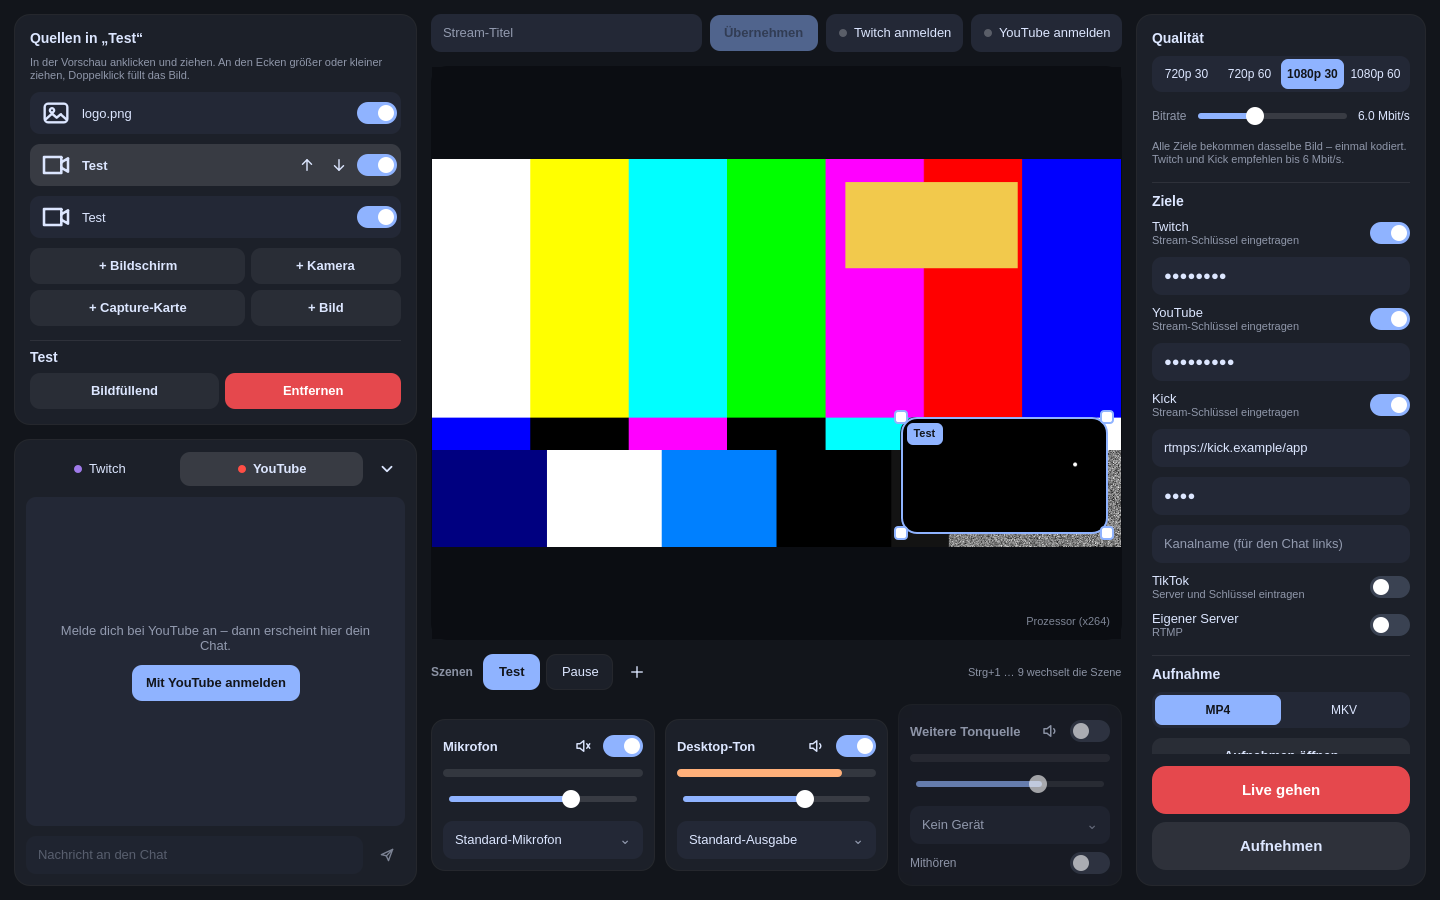 Quellen in „Test“
In der Vorschau anklicken und ziehen. An den Ecken größer oder kleiner
ziehen, Doppelklick füllt das Bild.
logo.png
Test
Test
+ Bildschirm
+ Kamera
+ Capture-Karte
+ Bild
Test
Bildfüllend
Entfernen
Twitch
YouTube
Melde dich bei YouTube an – dann erscheint hier dein
Chat.
Mit YouTube anmelden
Nachricht an den Chat
Stream-Titel
Übernehmen
Twitch anmelden
YouTube anmelden
Test
Prozessor (x264)
Szenen
Test
Pause
Strg+1 … 9 wechselt die Szene
Mikrofon
Standard-Mikrofon
Desktop-Ton
Standard-Ausgabe
Weitere Tonquelle
Kein Gerät
Mithören
Qualität
720p 30
720p 60
1080p 30
1080p 60
Bitrate
6.0 Mbit/s
Alle Ziele bekommen dasselbe Bild – einmal kodiert.
Twitch und Kick empfehlen bis 6 Mbit/s.
Ziele
Twitch
Stream-Schlüssel eingetragen
●●●●●●●●
YouTube
Stream-Schlüssel eingetragen
●●●●●●●●●
Kick
Stream-Schlüssel eingetragen
rtmps://kick.example/app
●●●●
Kanalname (für den Chat links)
TikTok
Server und Schlüssel eintragen
Eigener Server
RTMP
Aufnahme
MP4
MKV
Aufnahmen öffnen
Live gehen
Aufnehmen